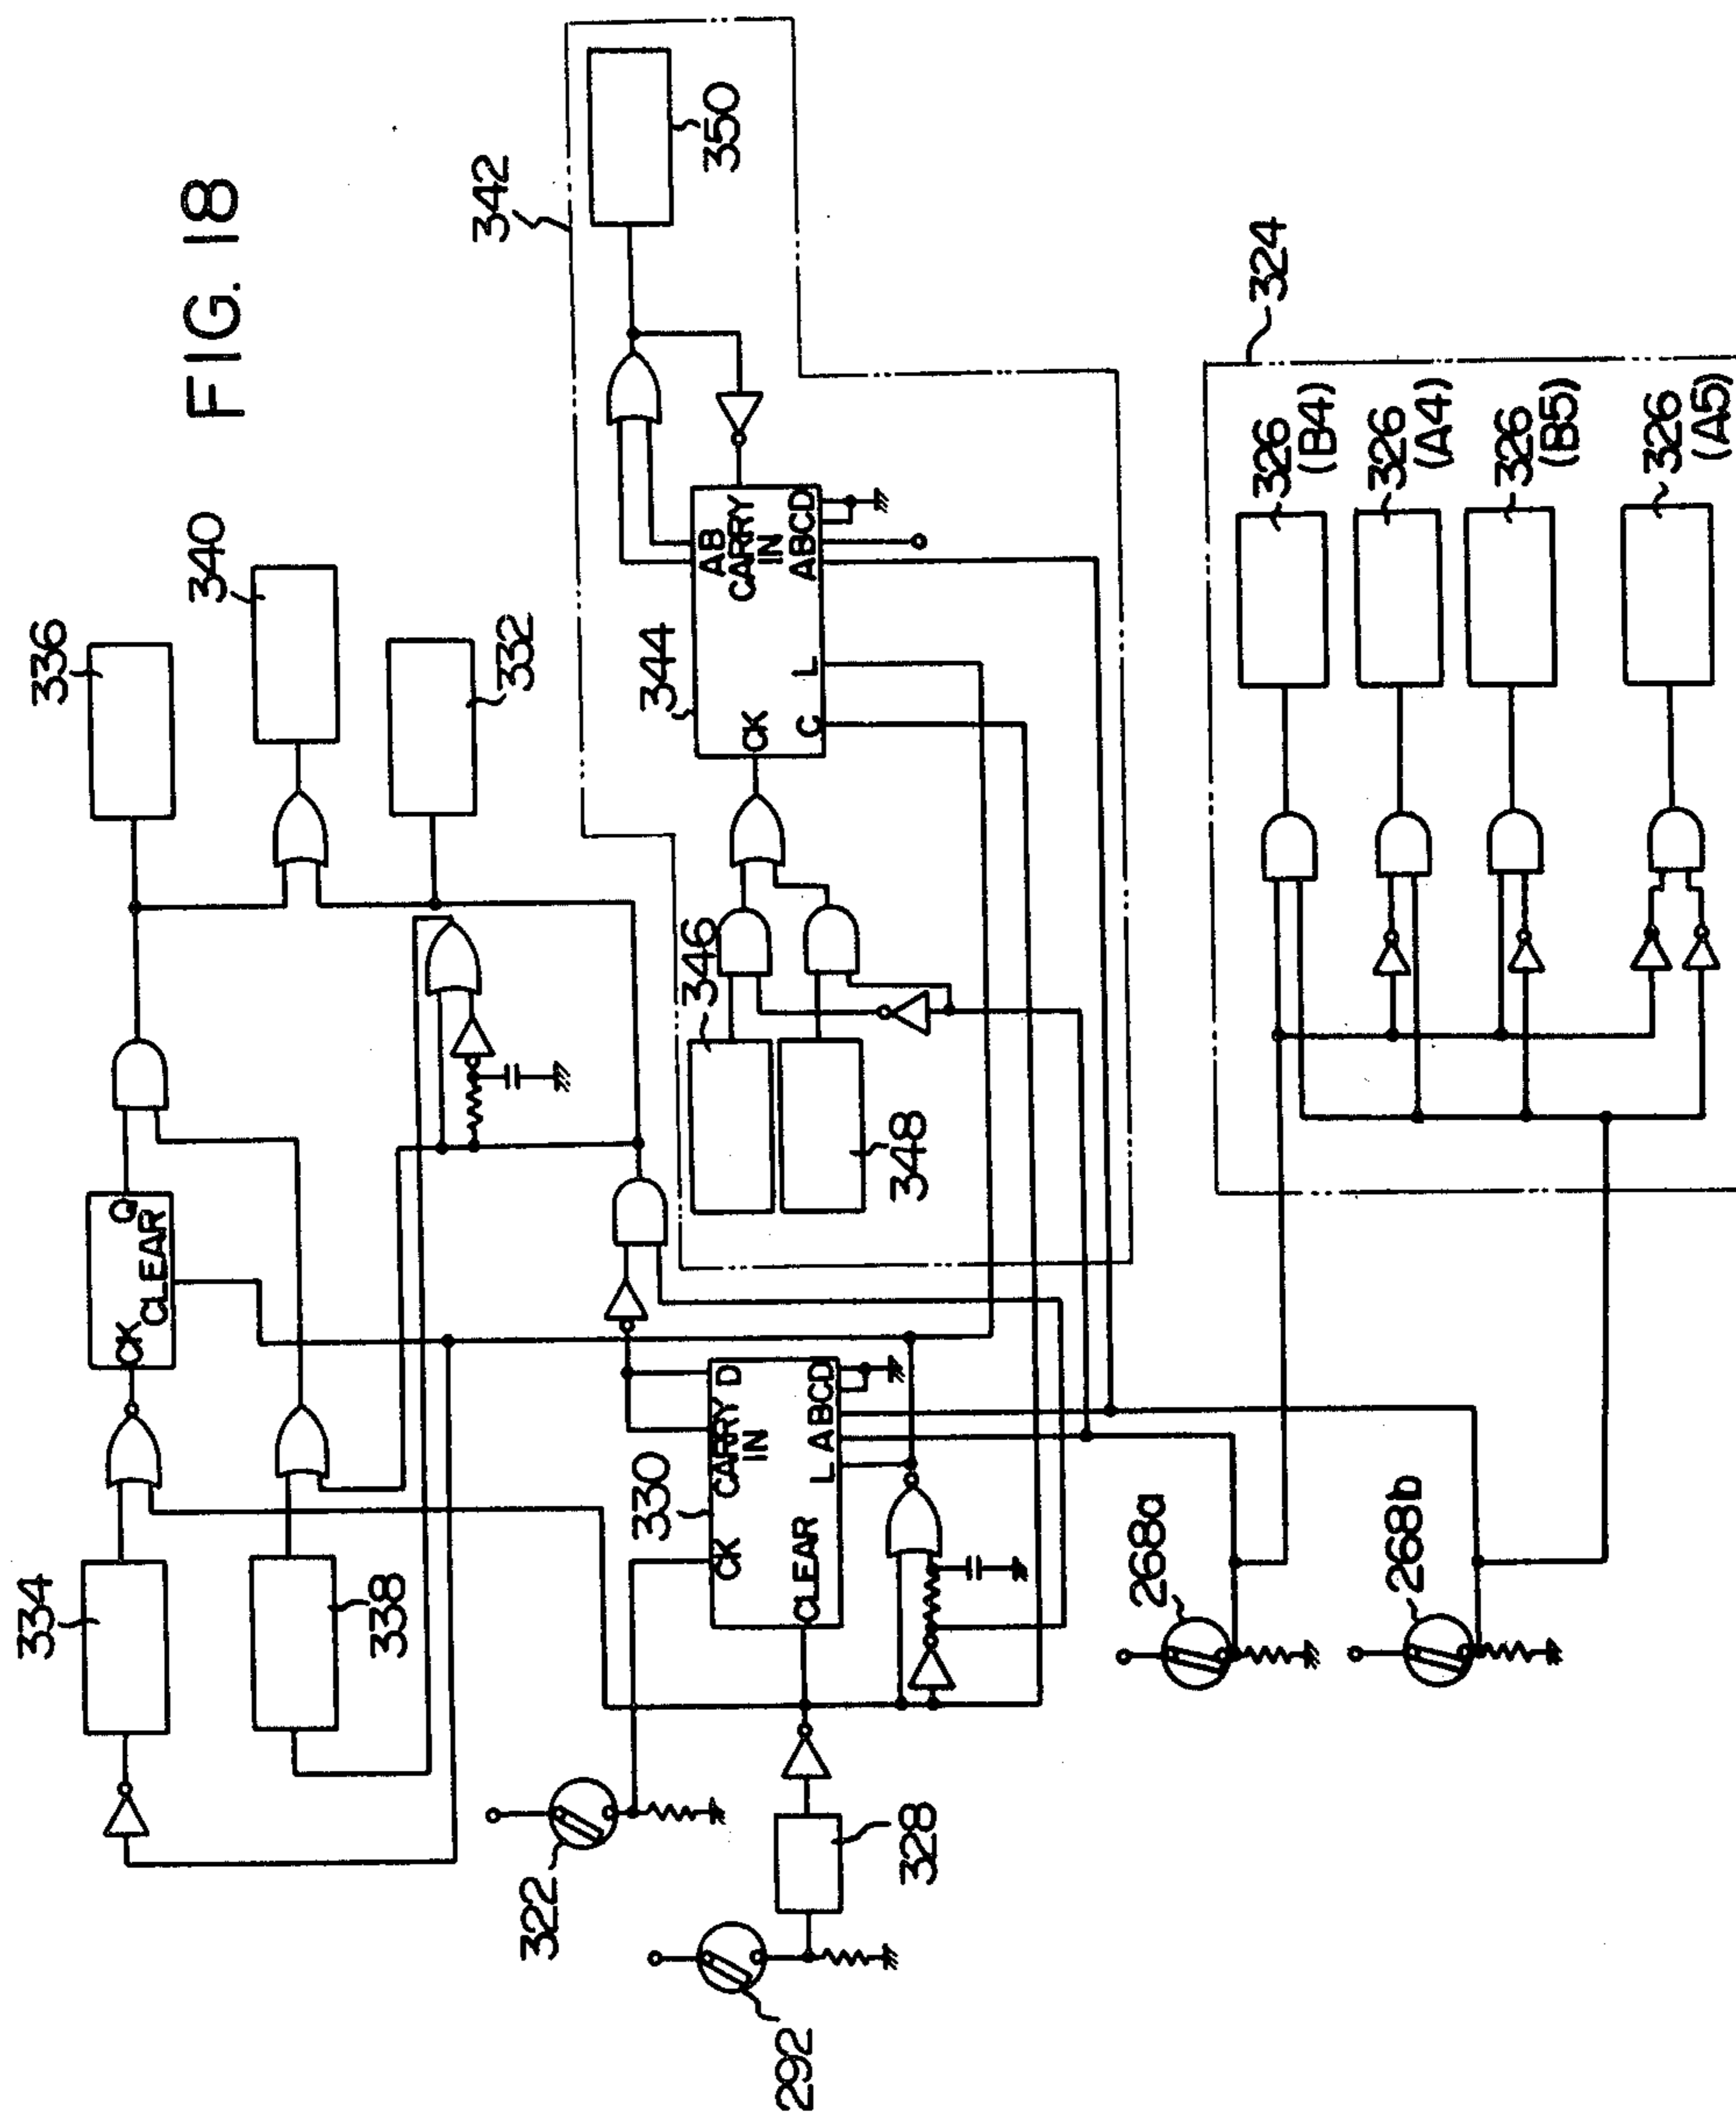 FIG. 18
336
340
332
342
350
334
338
CK
Q
CLEAR
322
292
328
330
CK
CARRY
IN
D
CLEAR
L
A
BCD
344
CK
AB
CARRY
IN
C
L
ABCD
346
348
268a
268b
324
326
(B4)
326
(A4)
326
(B5)
326
(A5)